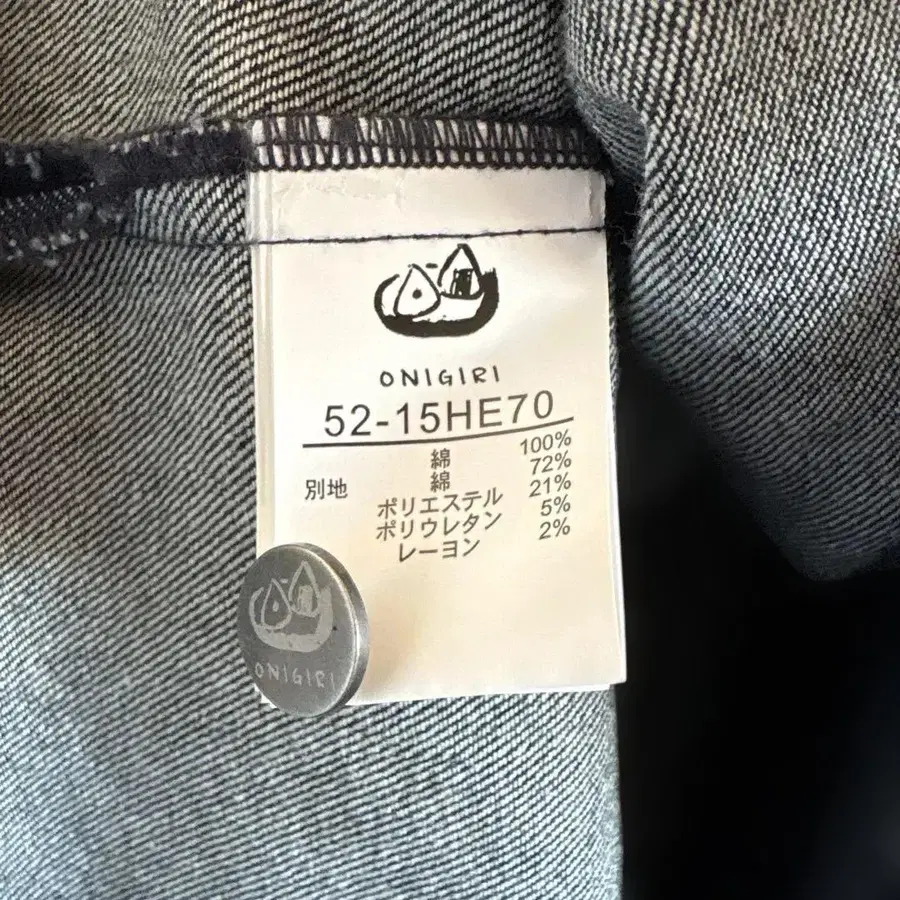 ONIGIRI
52-15HE70
綿 100%
別地 綿 72%
ポリエステル 21%
ポリウレタン 5%
レーヨン 2%
ONIGIRI